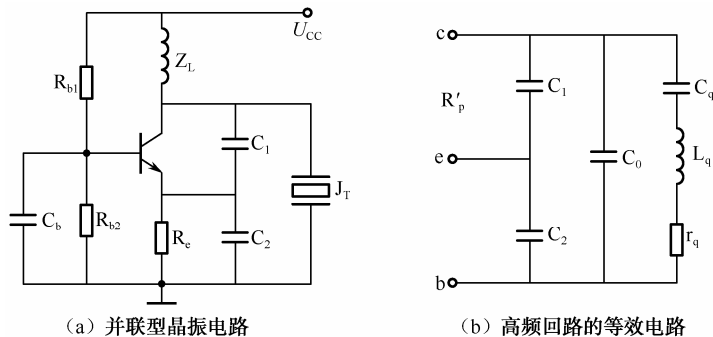 U_CC
Z_L
R_b1
C_1
J_T
C_b
R_b2
R_e
C_2
(a) 并联型晶振电路
c
R'_p
C_1
C_q
e
C_0
L_q
C_2
r_q
b
(b) 高频回路的等效电路